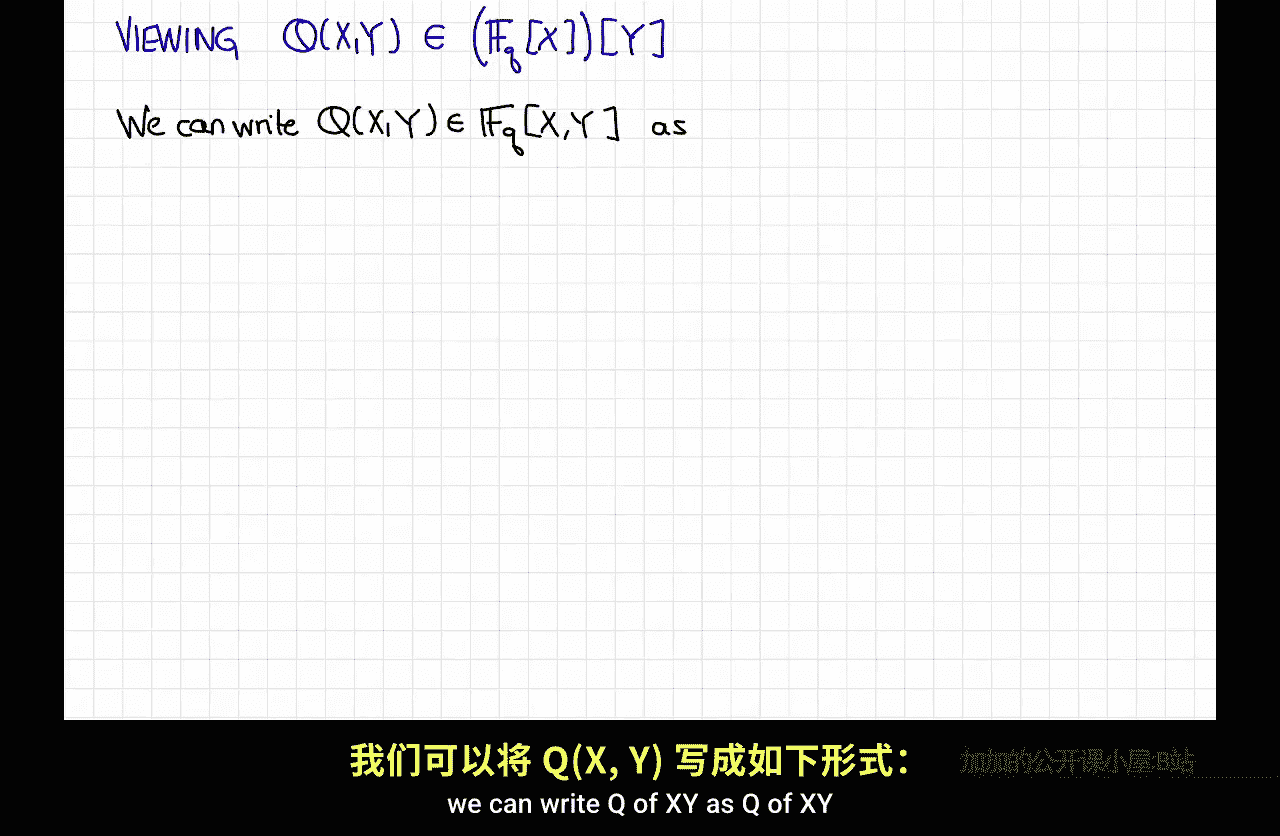 VIEWING Q(X,Y) ∈ (𝔽q[X])[Y]
We can write Q(X,Y) ∈ 𝔽q[X,Y] as
我们可以将 Q(X, Y) 写成如下形式：
加加的公开课小屋:B站
we can write Q of XY as Q of XY